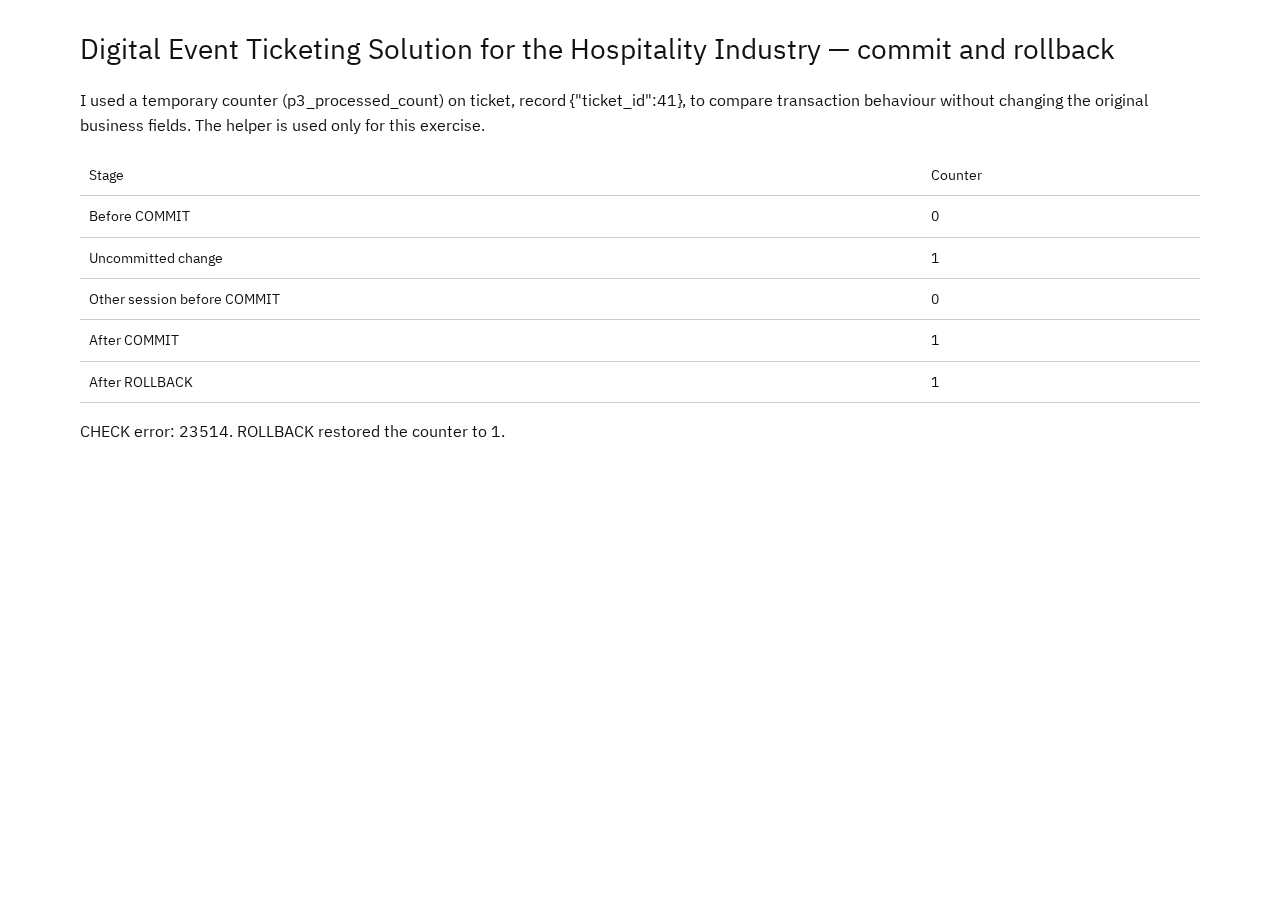 Digital Event Ticketing Solution for the Hospitality Industry — commit and rollback
I used a temporary counter (p3_processed_count) on ticket, record {"ticket_id":41}, to compare transaction behaviour without changing the original
business fields. The helper is used only for this exercise.
Stage Counter
Before COMMIT 0
Uncommitted change 1
Other session before COMMIT 0
After COMMIT 1
After ROLLBACK 1
CHECK error: 23514. ROLLBACK restored the counter to 1.